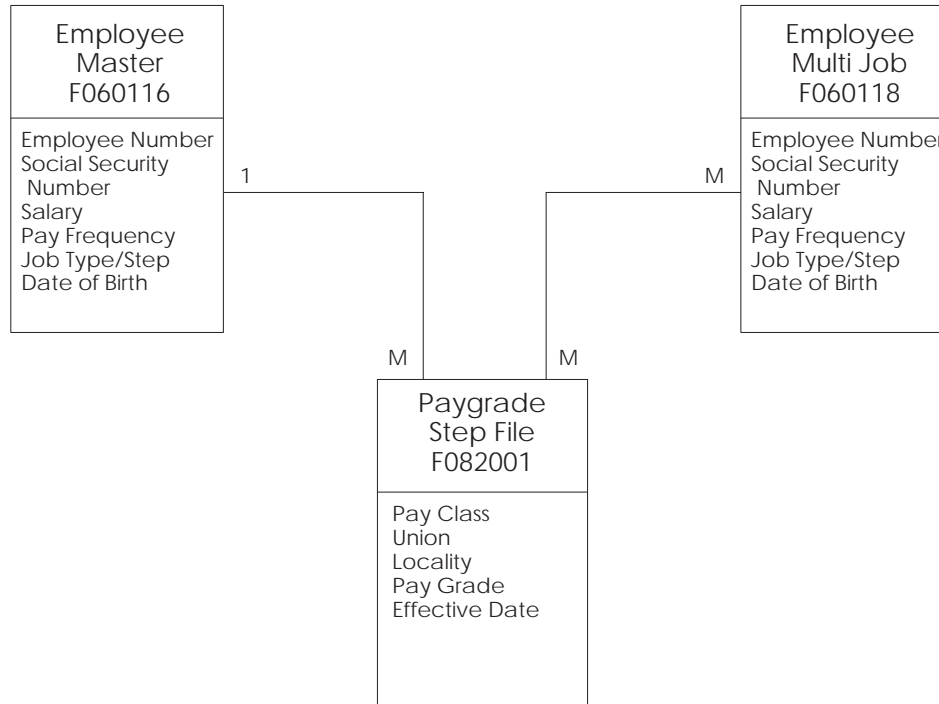 Employee
Master
F060116
Employee Number
Social Security
Number
Salary
Pay Frequency
Job Type/Step
Date of Birth
Employee
Multi Job
F060118
Employee Number
Social Security
Number
Salary
Pay Frequency
Job Type/Step
Date of Birth
1
M
M
M
Paygrade
Step File
F082001
Pay Class
Union
Locality
Pay Grade
Effective Date